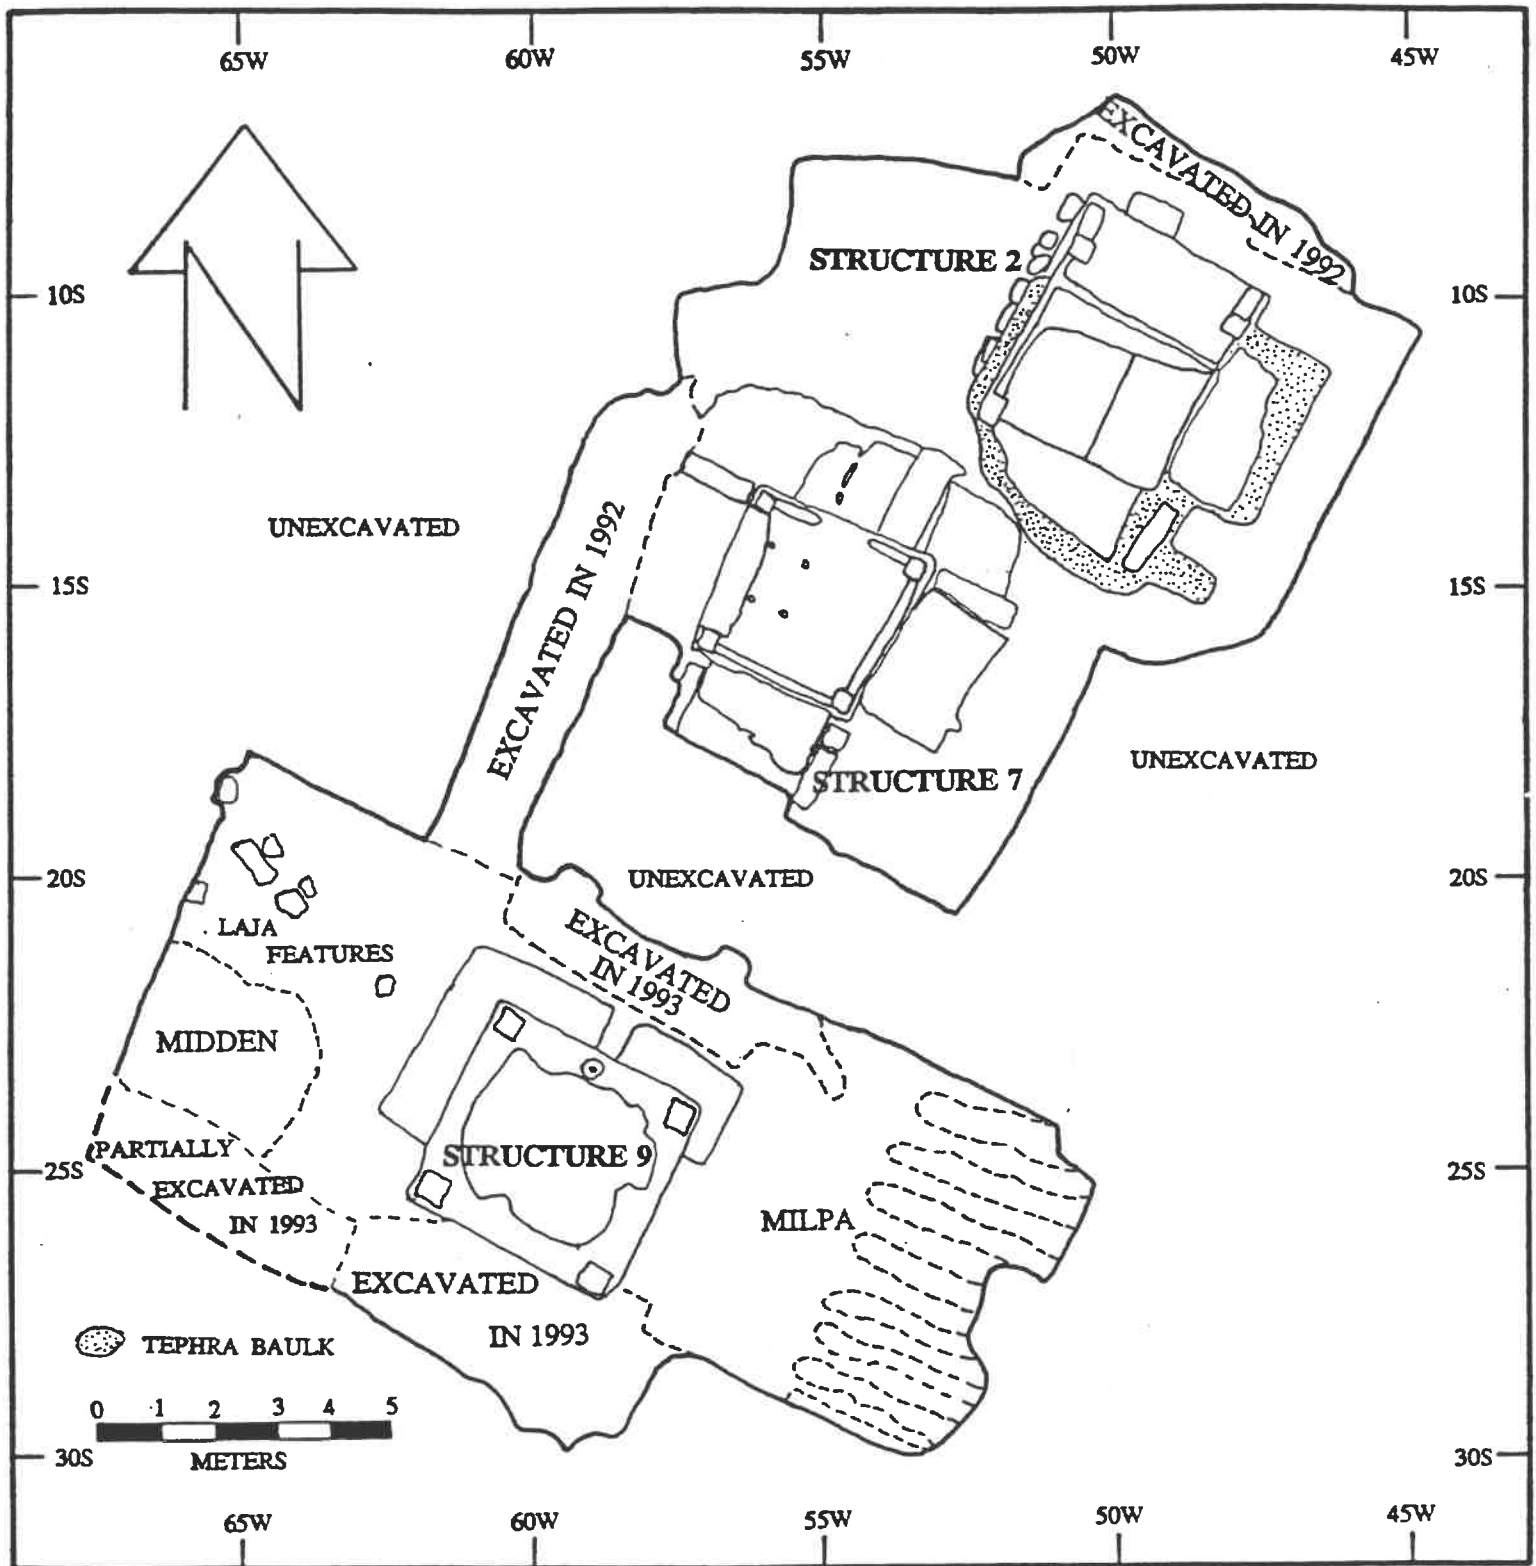 65W 60W 55W 50W 45W
EXCAVATED IN 1992
STRUCTURE 2
10S 10S
UNEXCAVATED
EXCAVATED IN 1992
15S 15S
STRUCTURE 7
UNEXCAVATED
20S 20S
UNEXCAVATED
LAJA
FEATURES
EXCAVATED
IN 1993
MIDDEN
PARTIALLY
EXCAVATED
IN 1993
25S 25S
STRUCTURE 9
MILPA
EXCAVATED
IN 1993
TEPHRA BAULK
0 1 2 3 4 5
METERS
30S 30S
65W 60W 55W 50W 45W